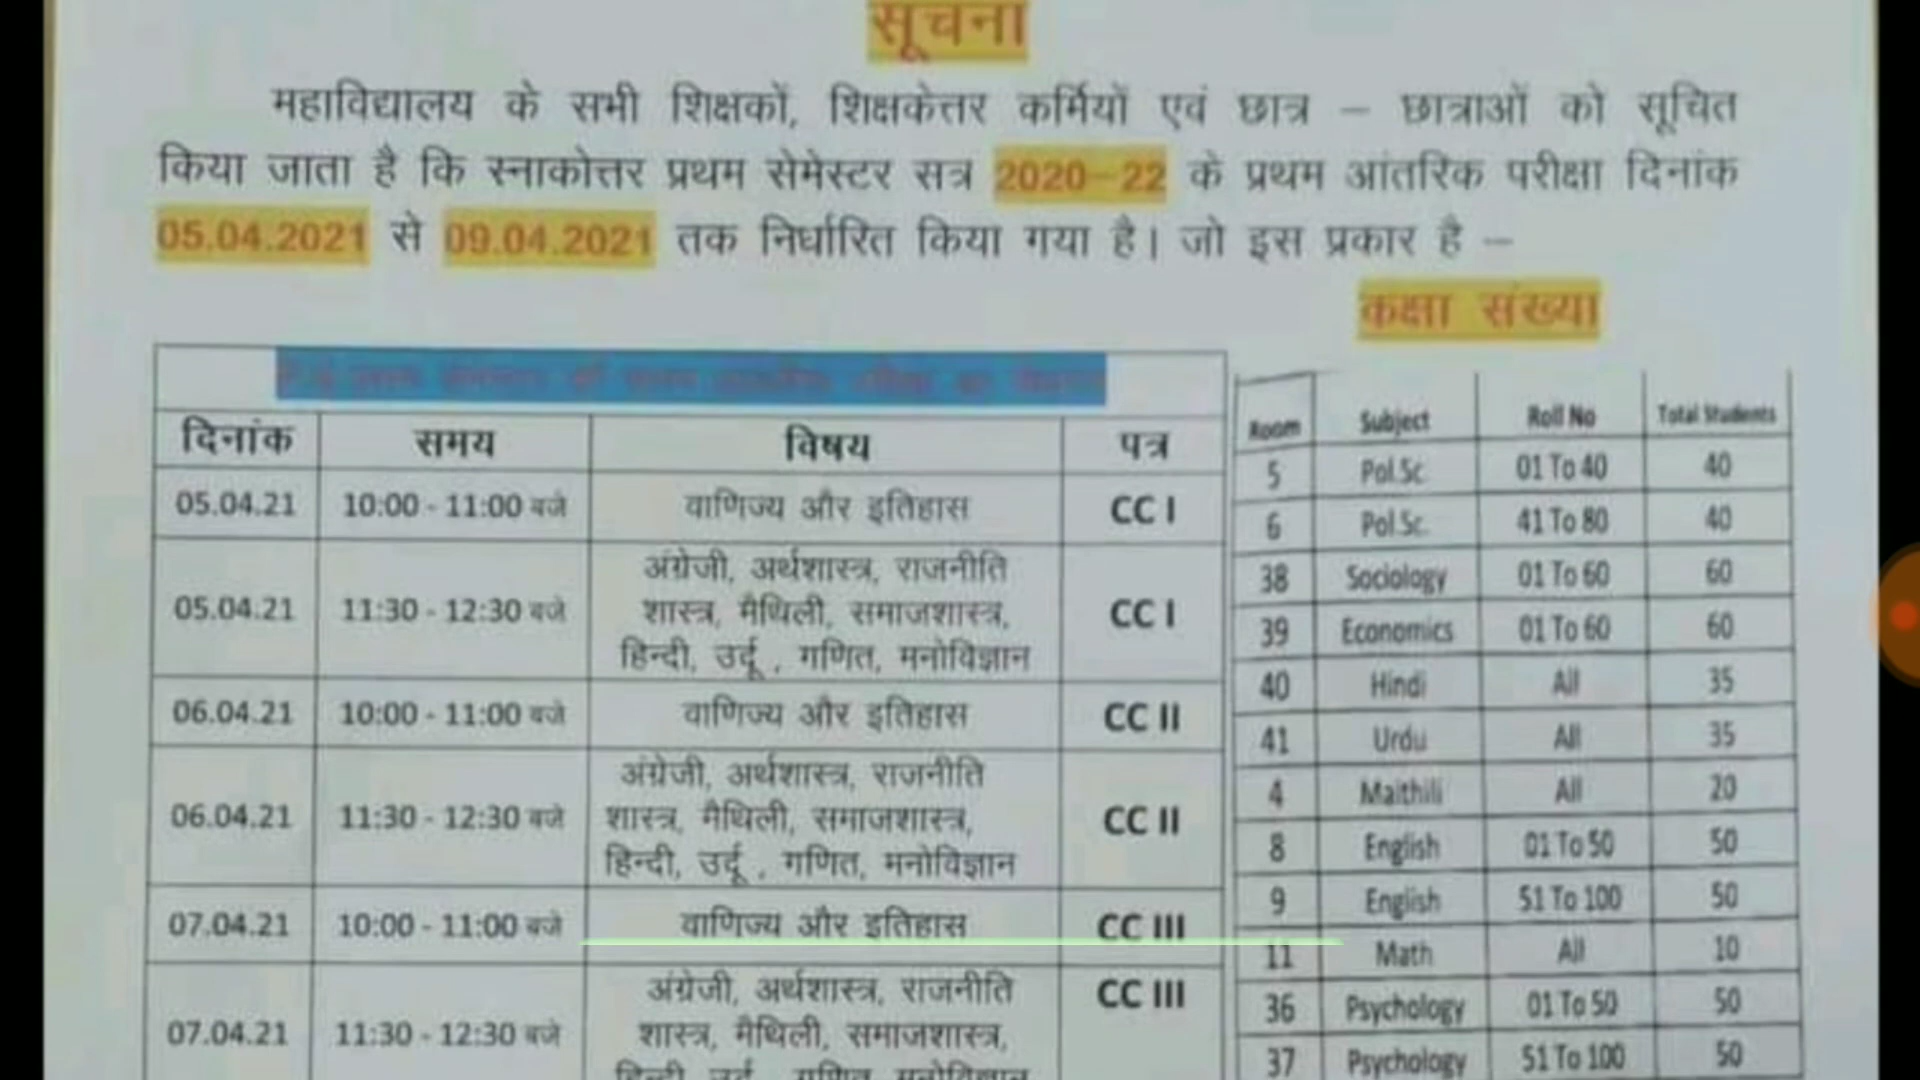 सूचना
महाविद्यालय के सभी शिक्षकों, शिक्षकेत्तर कर्मियों एवं छात्र – छात्राओं को सूचित
किया जाता है कि स्नाकोत्तर प्रथम सेमेस्टर सत्र 2020–22 के प्रथम आंतरिक परीक्षा दिनांक
05.04.2021 से 09.04.2021 तक निर्धारित किया गया है। जो इस प्रकार है –
कक्षा संख्या
दिनांक समय विषय पत्र
05.04.21 10:00 - 11:00 बजे वाणिज्य और इतिहास CC I
अंग्रेजी, अर्थशास्त्र, राजनीति
05.04.21 11:30 - 12:30 बजे शास्त्र, मैथिली, समाजशास्त्र, CC I
हिन्दी, उर्दू , गणित, मनोविज्ञान
06.04.21 10:00 - 11:00 बजे वाणिज्य और इतिहास CC II
अंग्रेजी, अर्थशास्त्र, राजनीति
06.04.21 11:30 - 12:30 बजे शास्त्र, मैथिली, समाजशास्त्र, CC II
हिन्दी, उर्दू , गणित, मनोविज्ञान
07.04.21 10:00 - 11:00 बजे वाणिज्य और इतिहास CC III
अंग्रेजी, अर्थशास्त्र, राजनीति CC III
07.04.21 11:30 - 12:30 बजे शास्त्र, मैथिली, समाजशास्त्र,
हिन्दी, उर्दू , गणित, मनोविज्ञान
Room Subject Roll No Total Students
5 Pol.Sc. 01 To 40 40
6 Pol.Sc. 41 To 80 40
38 Sociology 01 To 60 60
39 Economics 01 To 60 60
40 Hindi All 35
41 Urdu All 35
4 Maithili All 20
8 English 01 To 50 50
9 English 51 To 100 50
11 Math All 10
36 Psychology 01 To 50 50
37 Psychology 51 To 100 50